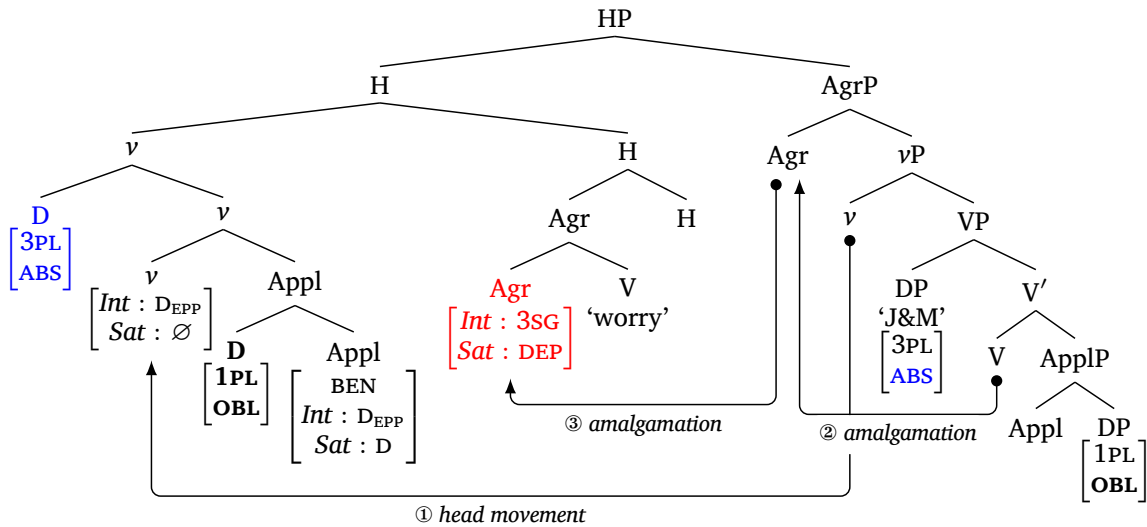 HP
H AgrP
v H Agr vP
D v Agr H v VP
[3PL ABS] v Appl Agr V DP V′
[Int : D_EPP Sat : ∅] D Appl [Int : 3SG Sat : DEP] ‘worry’ ‘J&M’ V ApplP
[1PL OBL] [BEN Int : D_EPP Sat : D] [3PL ABS] Appl DP
③ amalgamation ② amalgamation [1PL OBL]
① head movement